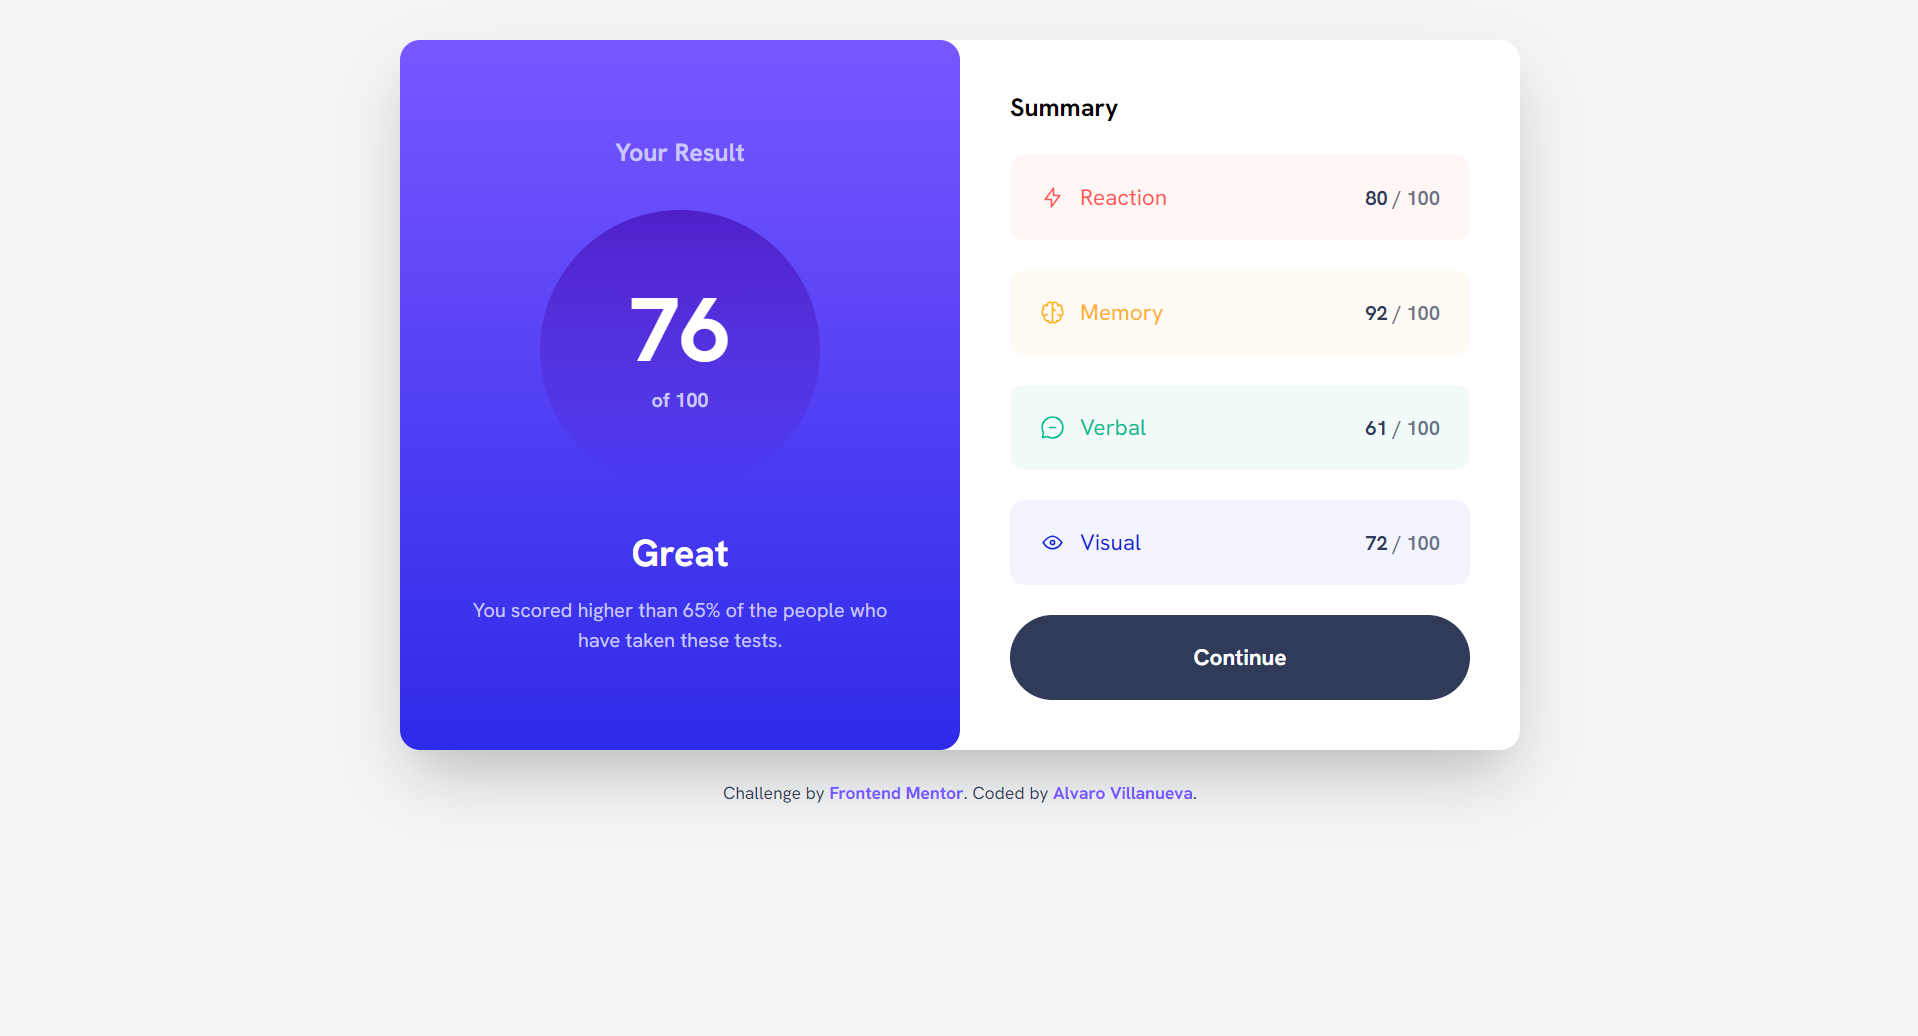 Your Result
76
of 100
Great
You scored higher than 65% of the people who
have taken these tests.
Summary
Reaction 80 / 100
Memory 92 / 100
Verbal 61 / 100
Visual 72 / 100
Continue
Challenge by Frontend Mentor. Coded by Alvaro Villanueva.